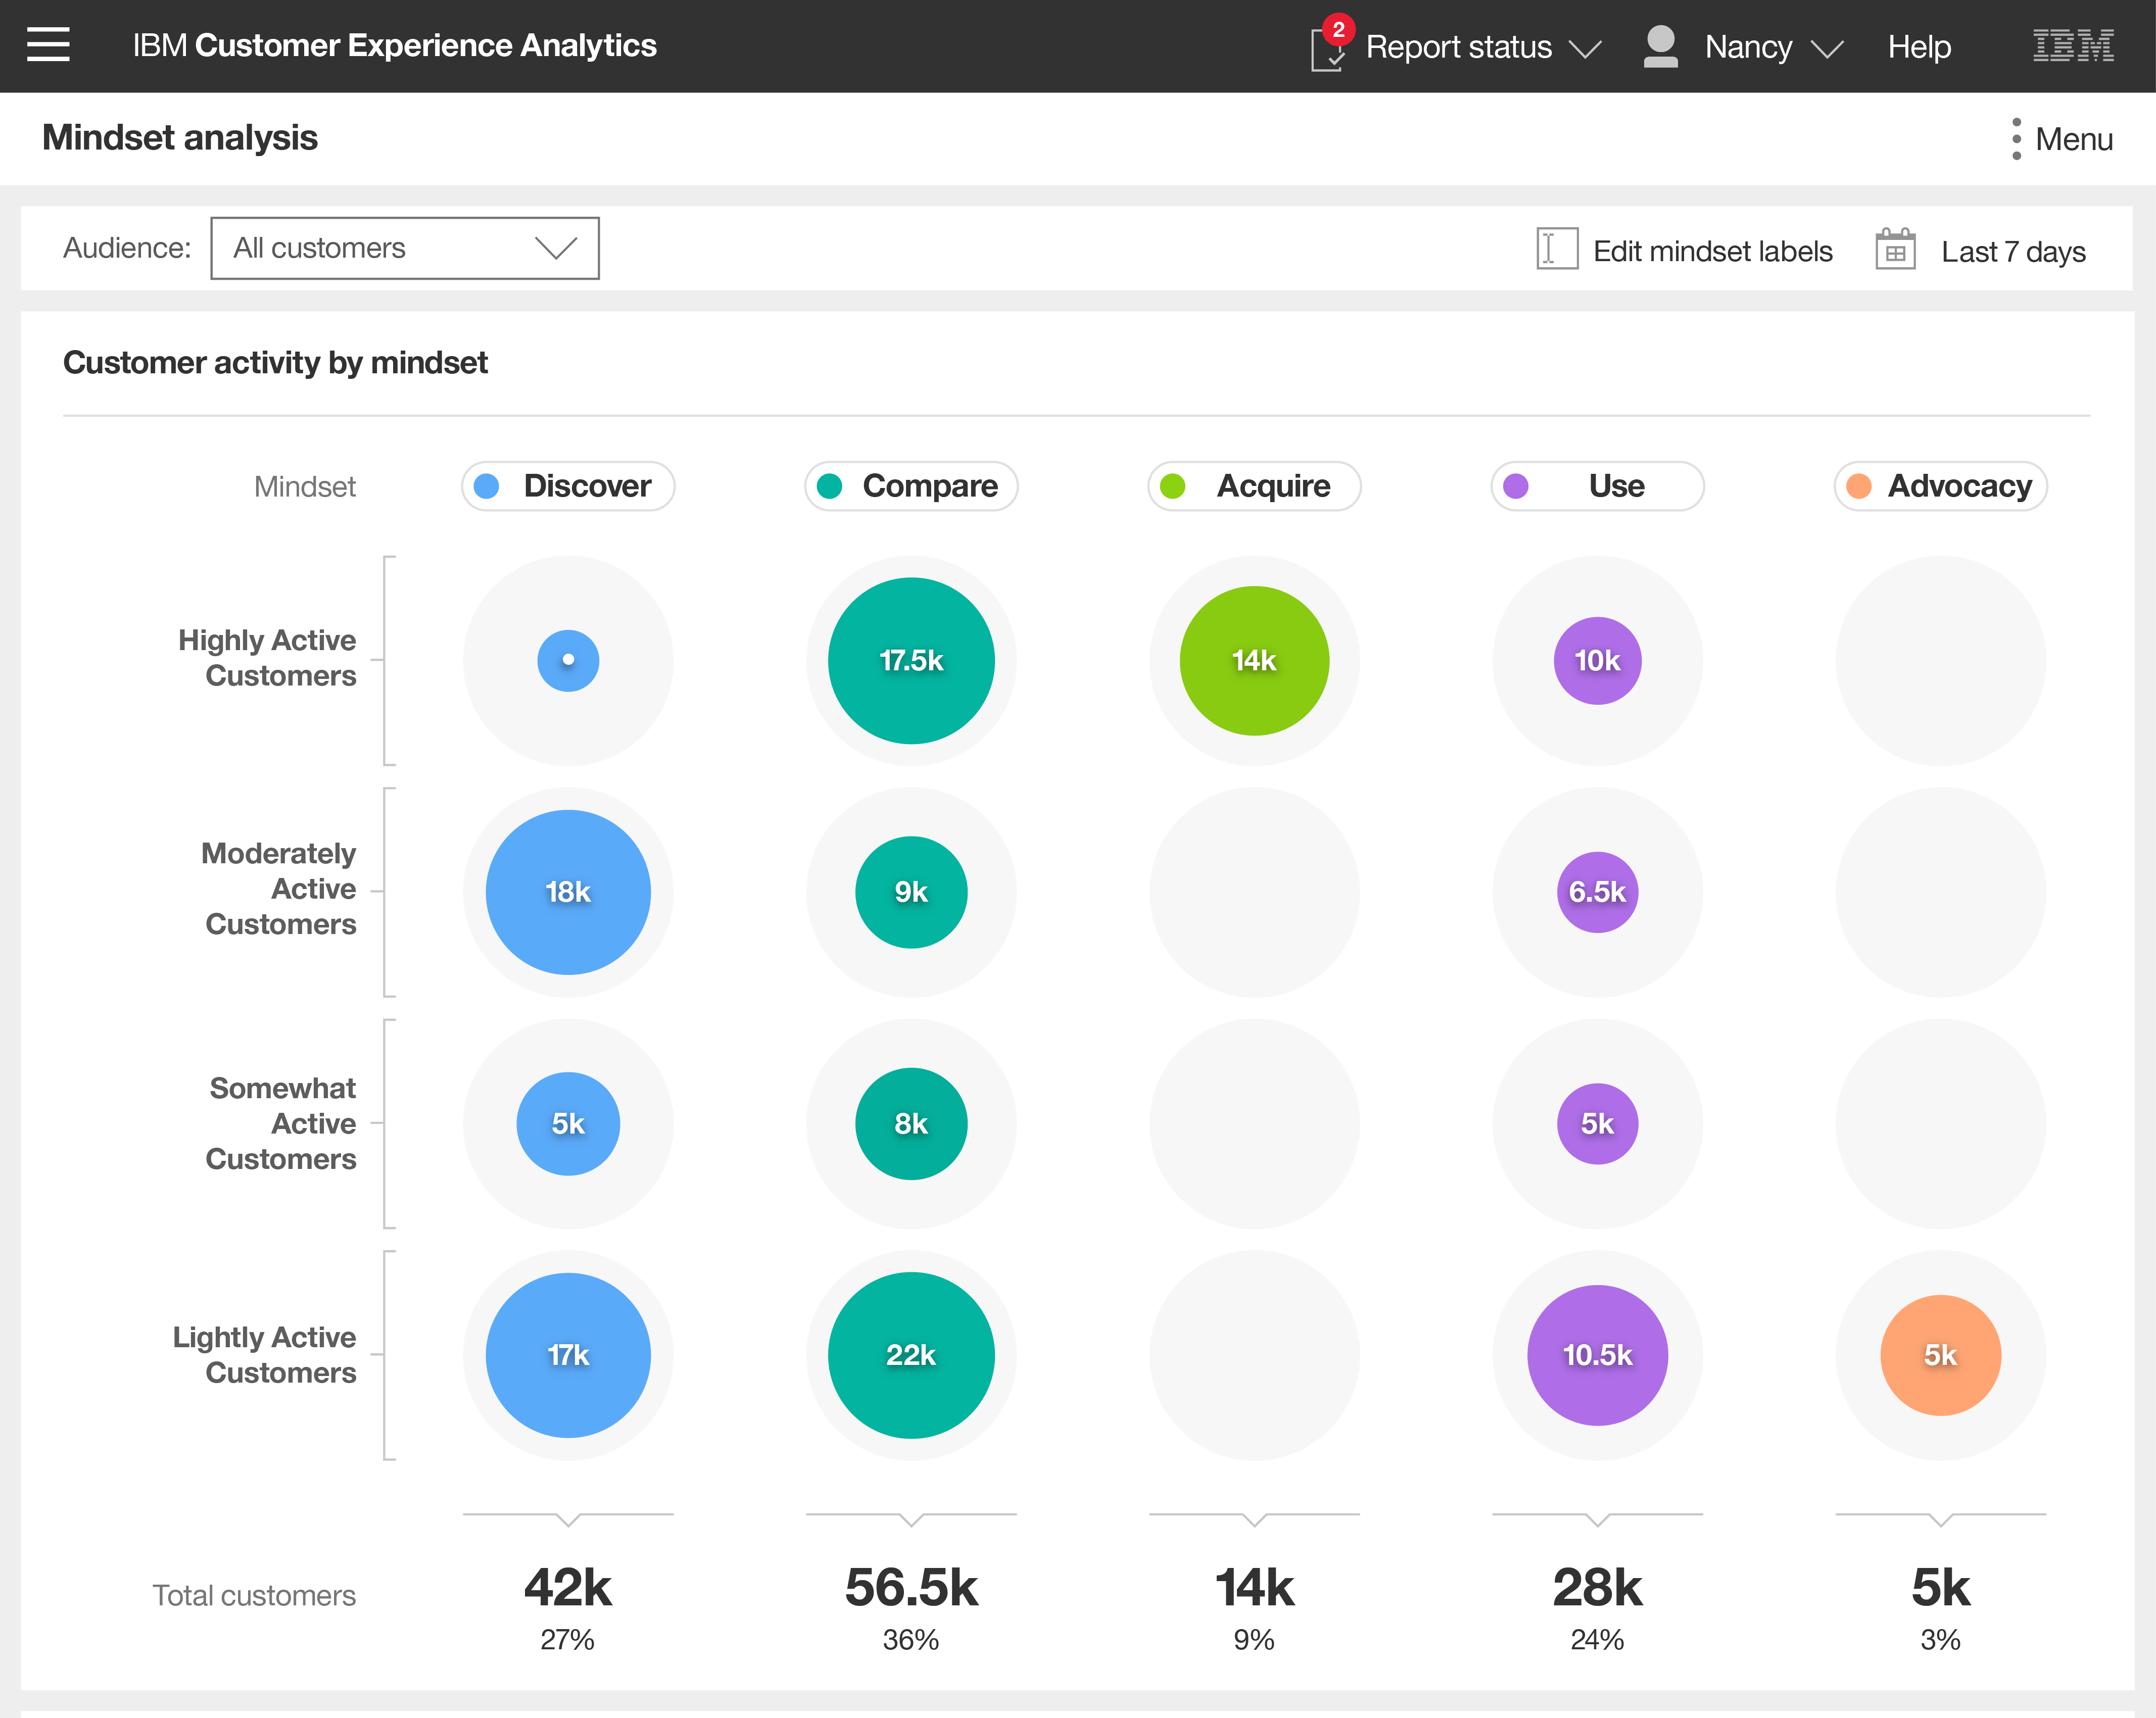 IBM Customer Experience Analytics
2
Report status
Nancy
Help
IBM
Mindset analysis
Menu
Audience:
All customers
Edit mindset labels
Last 7 days
Customer activity by mindset
Mindset
Discover
Compare
Acquire
Use
Advocacy
Highly Active
Customers
17.5k
14k
10k
Moderately
Active
Customers
18k
9k
6.5k
Somewhat
Active
Customers
5k
8k
5k
Lightly Active
Customers
17k
22k
10.5k
5k
Total customers
42k
56.5k
14k
28k
5k
27%
36%
9%
24%
3%